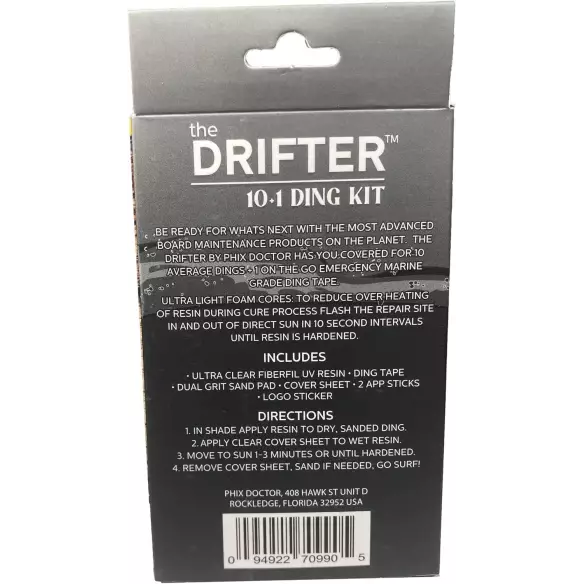 the
DRIFTER™
10+1 DING KIT
BE READY FOR WHATS NEXT WITH THE MOST ADVANCED
BOARD MAINTENANCE PRODUCTS ON THE PLANET. THE
DRIFTER BY PHIX DOCTOR HAS YOU COVERED FOR 10
AVERAGE DINGS +1 ON THE GO EMERGENCY MARINE
GRADE DING TAPE.
ULTRA LIGHT FOAM CORES: TO REDUCE OVER HEATING
OF RESIN DURING CURE PROCESS FLASH THE REPAIR SITE
IN AND OUT OF DIRECT SUN IN 10 SECOND INTERVALS
UNTIL RESIN IS HARDENED.
INCLUDES
• ULTRA CLEAR FIBERFIL UV RESIN • DING TAPE
• DUAL GRIT SAND PAD • COVER SHEET • 2 APP STICKS
• LOGO STICKER
DIRECTIONS
1. IN SHADE APPLY RESIN TO DRY, SANDED DING.
2. APPLY CLEAR COVER SHEET TO WET RESIN.
3. MOVE TO SUN 1-3 MINUTES OR UNTIL HARDENED.
4. REMOVE COVER SHEET, SAND IF NEEDED, GO SURF!
PHIX DOCTOR, 408 HAWK ST UNIT D
ROCKLEDGE, FLORIDA 32952 USA
0 94922 70990 5